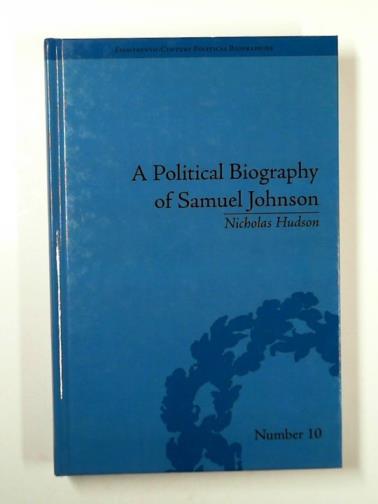 EIGHTEENTH-CENTURY POLITICAL BIOGRAPHIES
A Political Biography
of Samuel Johnson
Nicholas Hudson
Number 10